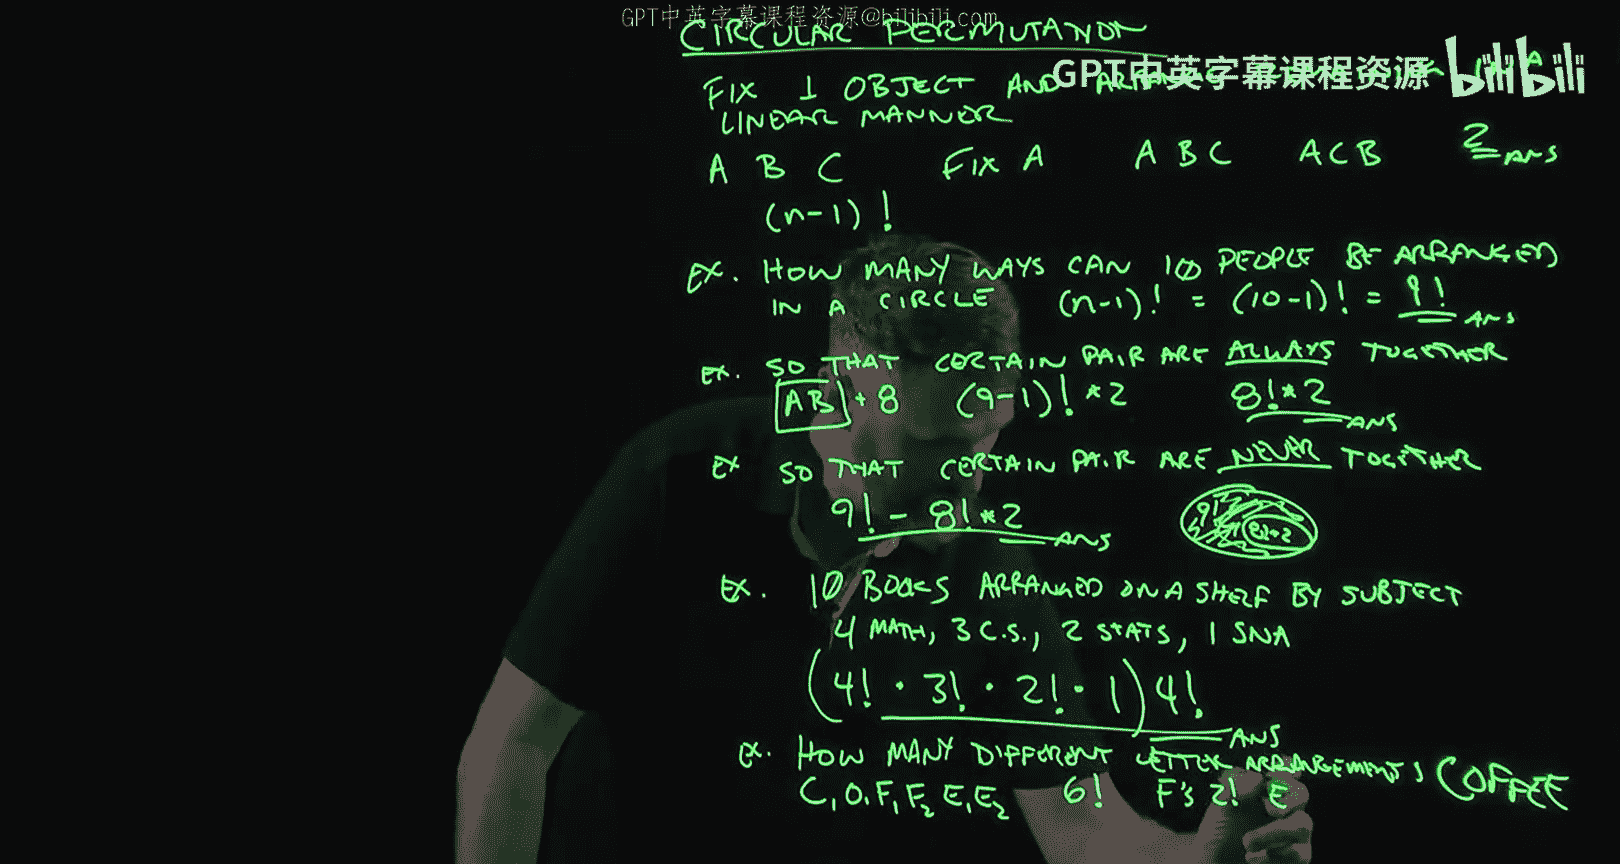 GPT中英字幕课程资源@bilibili.com
CIRCULAR PERMUTATION
GPT中英字幕课程资源 bilibili
FIX 1 OBJECT AND A
LINEAR MANNER
A B C FIX A A B C A C B 2 ANS
(n-1)!
EX. HOW MANY WAYS CAN 10 PEOPLE BE ARRANGED
IN A CIRCLE (n-1)! = (10-1)! = 9! ANS
EX. SO THAT CERTAIN PAIR ARE ALWAYS TOGETHER
AB + 8 (9-1)! * 2 8! * 2 ANS
EX SO THAT CERTAIN PAIR ARE NEVER TOGETHER
9! - 8! * 2 ANS 9! 8!*2
EX. 10 BOOKS ARRANGED ON A SHELF BY SUBJECT
4 MATH, 3 C.S., 2 STATS, 1 SNA
(4! · 3! · 2! · 1) 4! ANS
EX. HOW MANY DIFFERENT LETTER ARRANGEMENTS COFFEE
C, O, F₁ F₂ E₁ E₂ 6! F's 2! E